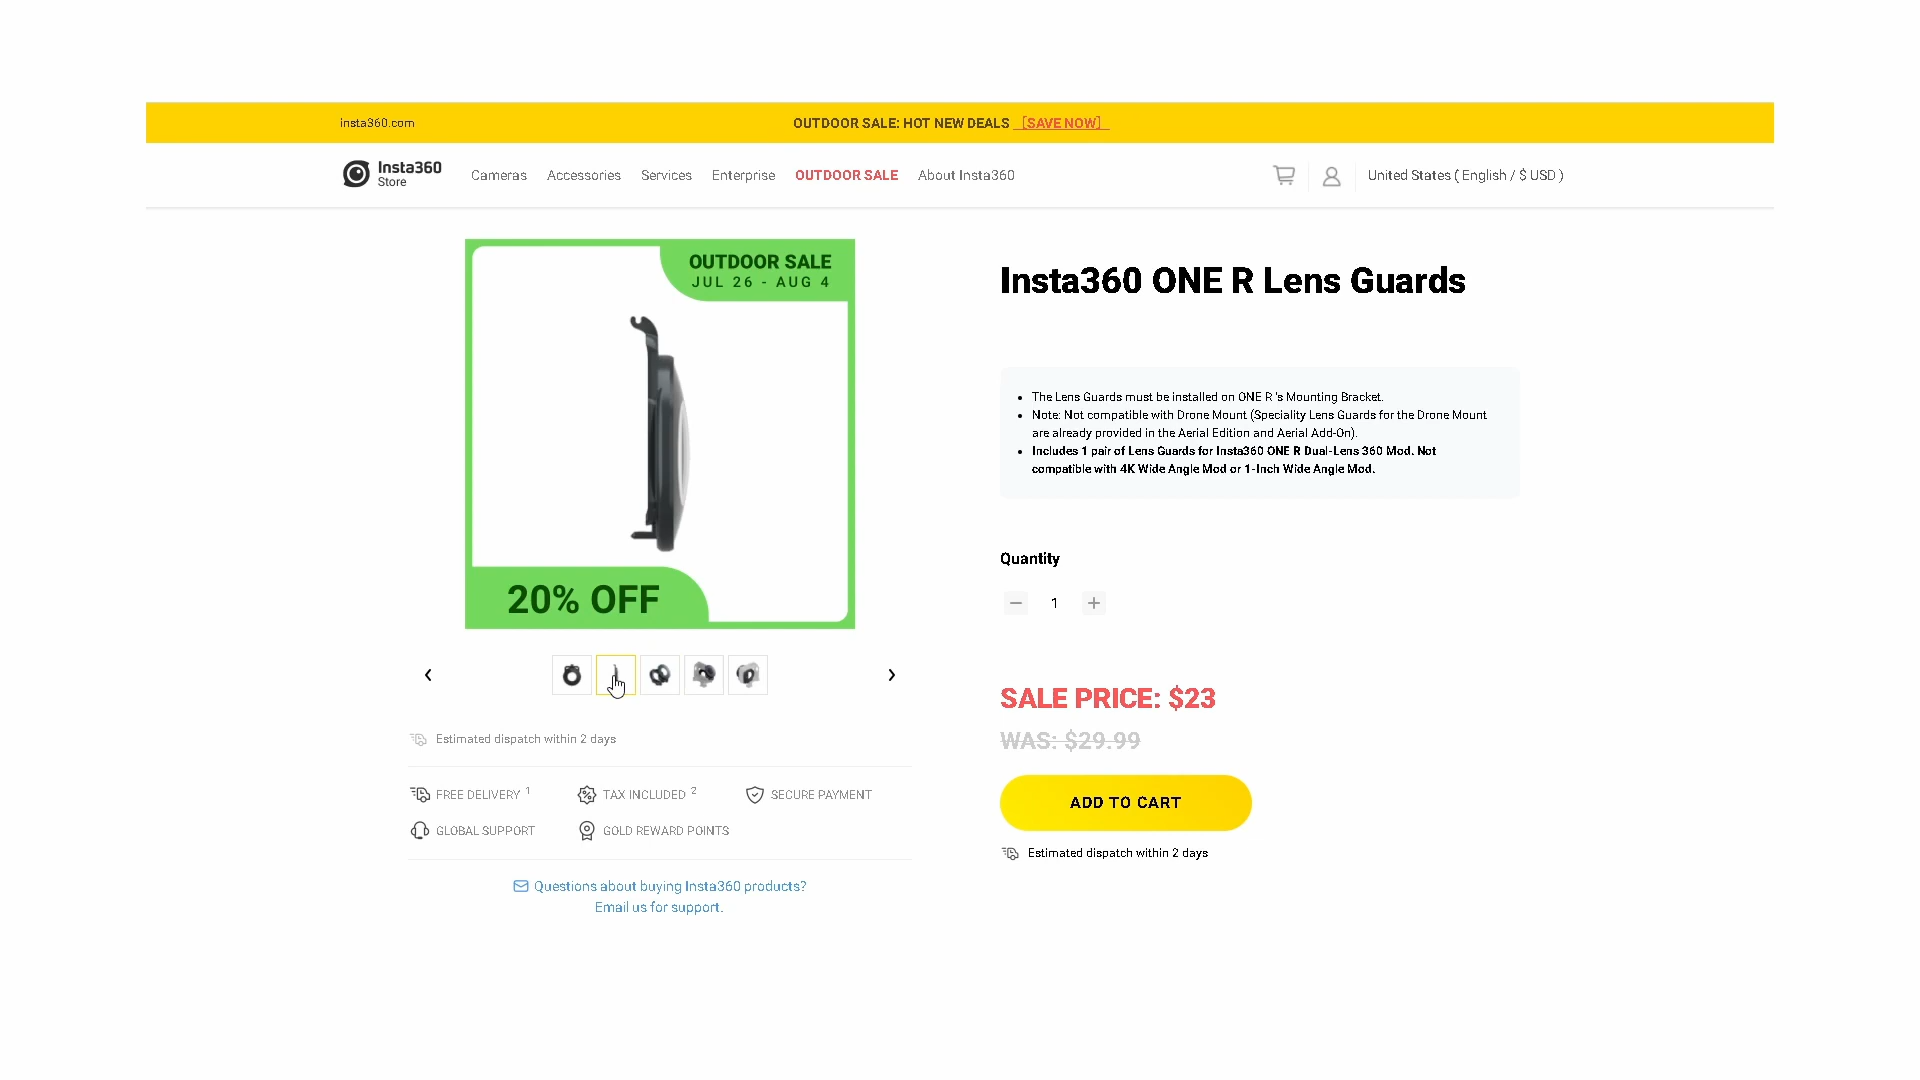 insta360.com
OUTDOOR SALE: HOT NEW DEALS [SAVE NOW]
Insta360
Store
Cameras Accessories Services Enterprise OUTDOOR SALE About Insta360
United States ( English / $ USD )
OUTDOOR SALE
JUL 26 - AUG 4
20% OFF
Estimated dispatch within 2 days
FREE DELIVERY 1 TAX INCLUDED 2 SECURE PAYMENT
GLOBAL SUPPORT GOLD REWARD POINTS
Questions about buying Insta360 products?
Email us for support.
Insta360 ONE R Lens Guards
• The Lens Guards must be installed on ONE R 's Mounting Bracket.
• Note: Not compatible with Drone Mount (Speciality Lens Guards for the Drone Mount
are already provided in the Aerial Edition and Aerial Add-On).
• Includes 1 pair of Lens Guards for Insta360 ONE R Dual-Lens 360 Mod. Not
compatible with 4K Wide Angle Mod or 1-Inch Wide Angle Mod.
Quantity
− 1 +
SALE PRICE: $23
WAS: $29.99
ADD TO CART
Estimated dispatch within 2 days